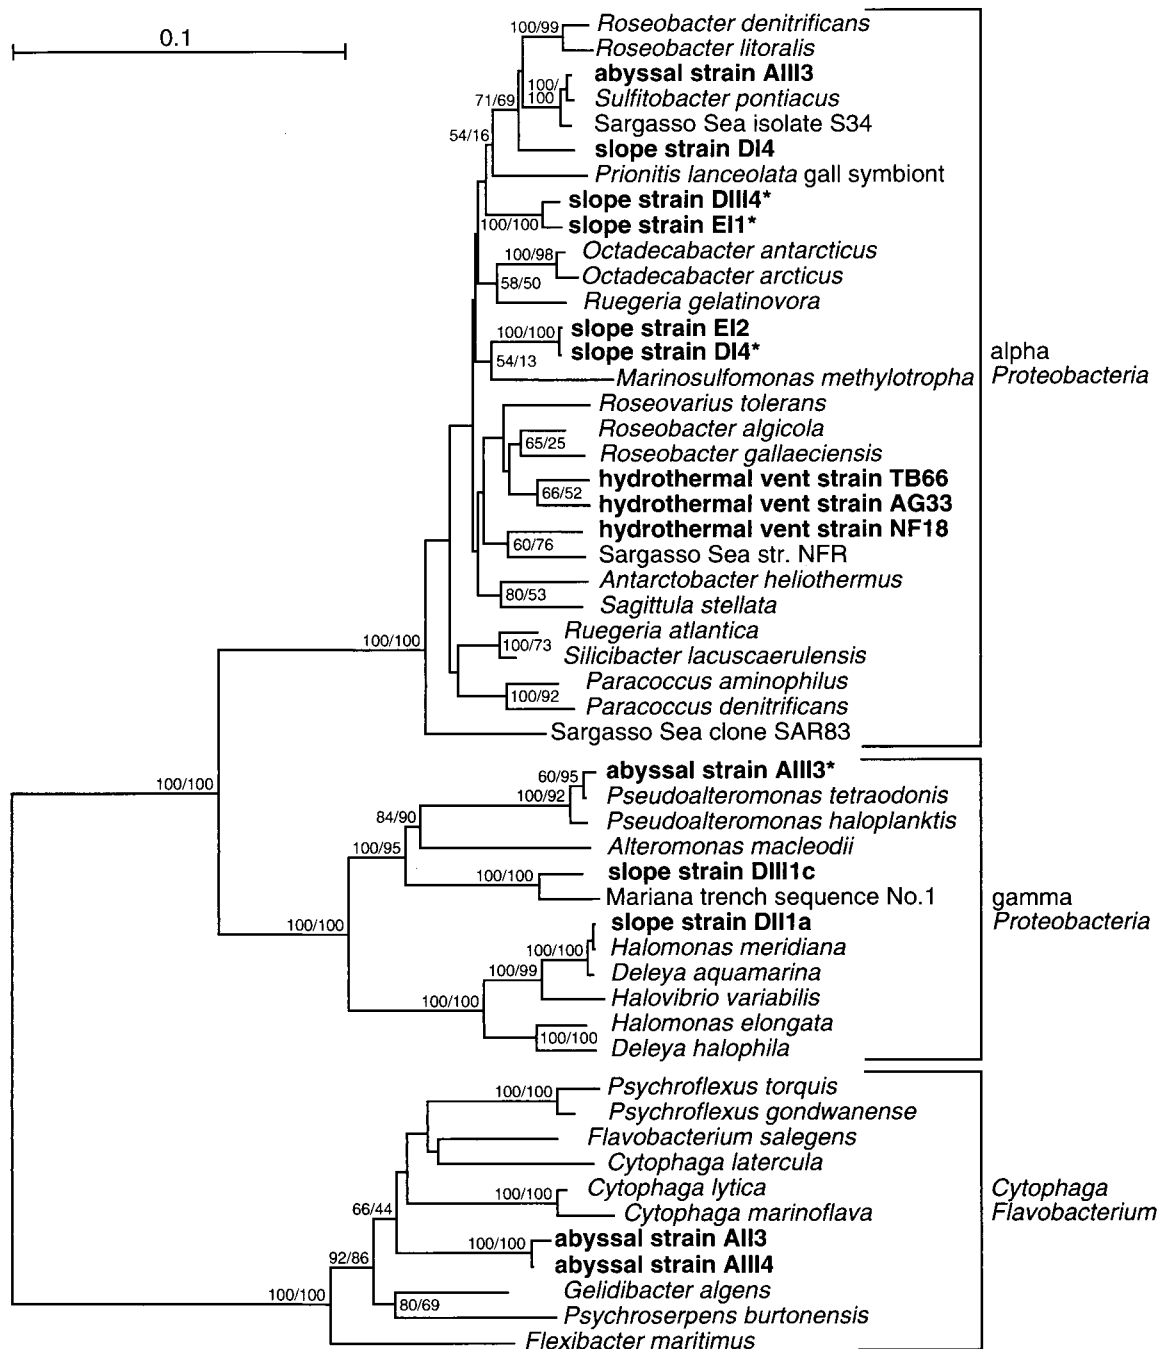 0.1
100/99
Roseobacter denitrificans
Roseobacter litoralis
abyssal strain AIII3
100/
100
Sulfitobacter pontiacus
71/69
Sargasso Sea isolate S34
54/16
slope strain DI4
Prionitis lanceolata gall symbiont
slope strain DIII4*
100/100
slope strain EI1*
100/98
Octadecabacter antarcticus
Octadecabacter arcticus
58/50
Ruegeria gelatinovora
100/100
slope strain EI2
slope strain DI4*
54/13
Marinosulfomonas methylotropha
alpha
Proteobacteria
Roseovarius tolerans
Roseobacter algicola
65/25
Roseobacter gallaeciensis
hydrothermal vent strain TB66
66/52
hydrothermal vent strain AG33
hydrothermal vent strain NF18
60/76
Sargasso Sea str. NFR
Antarctobacter heliothermus
80/53
Sagittula stellata
Ruegeria atlantica
100/100
100/73
Silicibacter lacuscaerulensis
Paracoccus aminophilus
100/92
Paracoccus denitrificans
Sargasso Sea clone SAR83
100/100
60/95
abyssal strain AIII3*
100/92
Pseudoalteromonas tetraodonis
Pseudoalteromonas haloplanktis
84/90
Alteromonas macleodii
100/95
100/100
slope strain DIII1c
Mariana trench sequence No.1
gamma
Proteobacteria
100/100
slope strain DII1a
100/100
Halomonas meridiana
100/99
Deleya aquamarina
100/100
Halovibrio variabilis
Halomonas elongata
100/100
Deleya halophila
100/100
Psychroflexus torquis
Psychroflexus gondwanense
Flavobacterium salegens
Cytophaga latercula
100/100
Cytophaga lytica
Cytophaga marinoflava
Cytophaga
Flavobacterium
66/44
100/100
abyssal strain AII3
abyssal strain AIII4
92/86
100/100
Gelidibacter algens
80/69
Psychroserpens burtonensis
Flexibacter maritimus